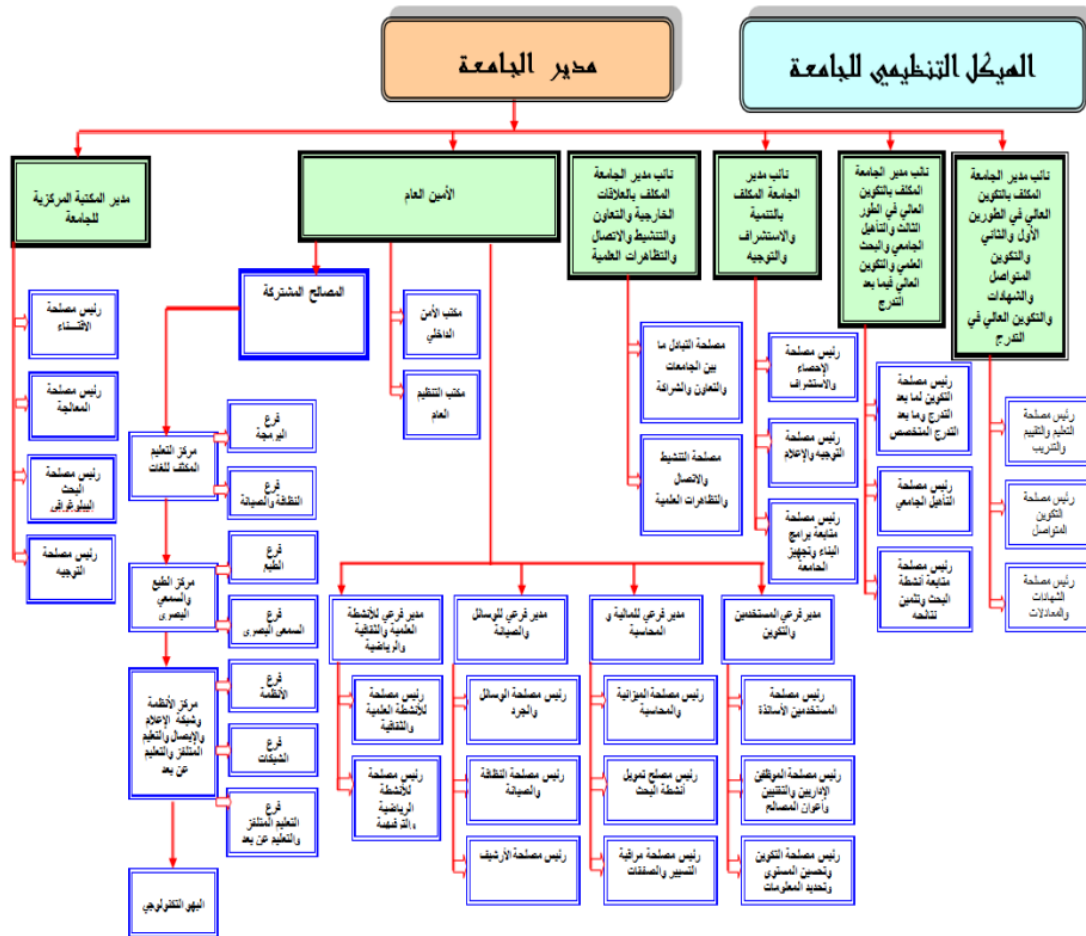 الهيكل التنظيمي للجامعة
مدير الجامعة
نائب مدير الجامعة
المكلف بالتكوين
العالي في الطورين
الأول والثاني
والتكوين
المتواصل
والشهادات
والتكوين العالي في
التدرج
نائب مدير الجامعة
المكلف بالتكوين
العالي في الطور
الثالث والتأهيل
الجامعي والبحث
العلمي والتكوين
العالي فيما بعد
التدرج
نائب مدير
الجامعة المكلف
بالتنمية
والاستشراف
والتوجيه
نائب مدير الجامعة
المكلف بالعلاقات
الخارجية والتعاون
والتنشيط والاتصال
والتظاهرات العلمية
الأمين العام
مدير المكتبة المركزية
للجامعة
رئيس مصلحة
التعليم والتقييم
والتدريب
رئيس مصلحة
التكوين
المتواصل
رئيس مصلحة
الشهادات
والمعادلات
رئيس مصلحة
التكوين لما بعد
التدرج وما بعد
التدرج المتخصص
رئيس مصلحة
التأهيل الجامعي
رئيس مصلحة
متابعة أنشطة
البحث وتثمين
نتائجه
رئيس مصلحة
الإحصاء
والاستشراف
رئيس مصلحة
التوجيه والإعلام
رئيس مصلحة
متابعة برامج
البناء وتجهيز
الجامعة
مصلحة التبادل ما
بين الجامعات
والتعاون والشراكة
مصلحة التنشيط
والاتصال
والتظاهرات العلمية
مكتب الأمن
الداخلي
مكتب التنظيم
العام
المصالح المشتركة
رئيس مصلحة
الاقتـــناء
رئيس مصلحة
المعالجة
رئيس مصلحة
البحث
الببليوغرافي
رئيس مصلحة
التوجيه
مركز التعليم
المكثف للغات
فرع
البرمجة
فرع
النظافة والصيانة
مركز الطبع
والسمعي
البصري
فرع
الطبع
فرع
السمعي البصري
مركز الأنظمة
وشبكة الإعلام
والإيصال والتعليم
المتلفز والتعليم
عن بعد
فرع
الأنظمة
فرع
الشبكات
فرع
التعليم المتلفز
والتعليم عن بعد
البهو التكنولوجي
مدير فرعي المستخدمين
والتكوين
رئيس مصلحة
المستخدمين الأساتذة
رئيس مصلحة الموظفين
الإداريين والتقنيين
وأعوان المصالح
رئيس مصلحة التكوين
وتحسين المستوى
وتحديد المعلومات
مدير فرعي للمالية و
المحاسبة
رئيس مصلحة الميزانية
والمحاسبة
رئيس مصلح تمويل
أنشطة البحث
رئيس مصلحة مراقبة
التسيير والصفقات
مدير فرعي للوسائل
والصيانة
رئيس مصلحة الوسائل
والجرد
رئيس مصلحة النظافة
والصيانة
رئيس مصلحة الأرشيف
مدير فرعي للأنشطة
العلمية والثقافية
والرياضية
رئيس مصلحة
للأنشطة العلمية
والثقافية
رئيس مصلحة
للأنشطة
الرياضية
والترفيهية